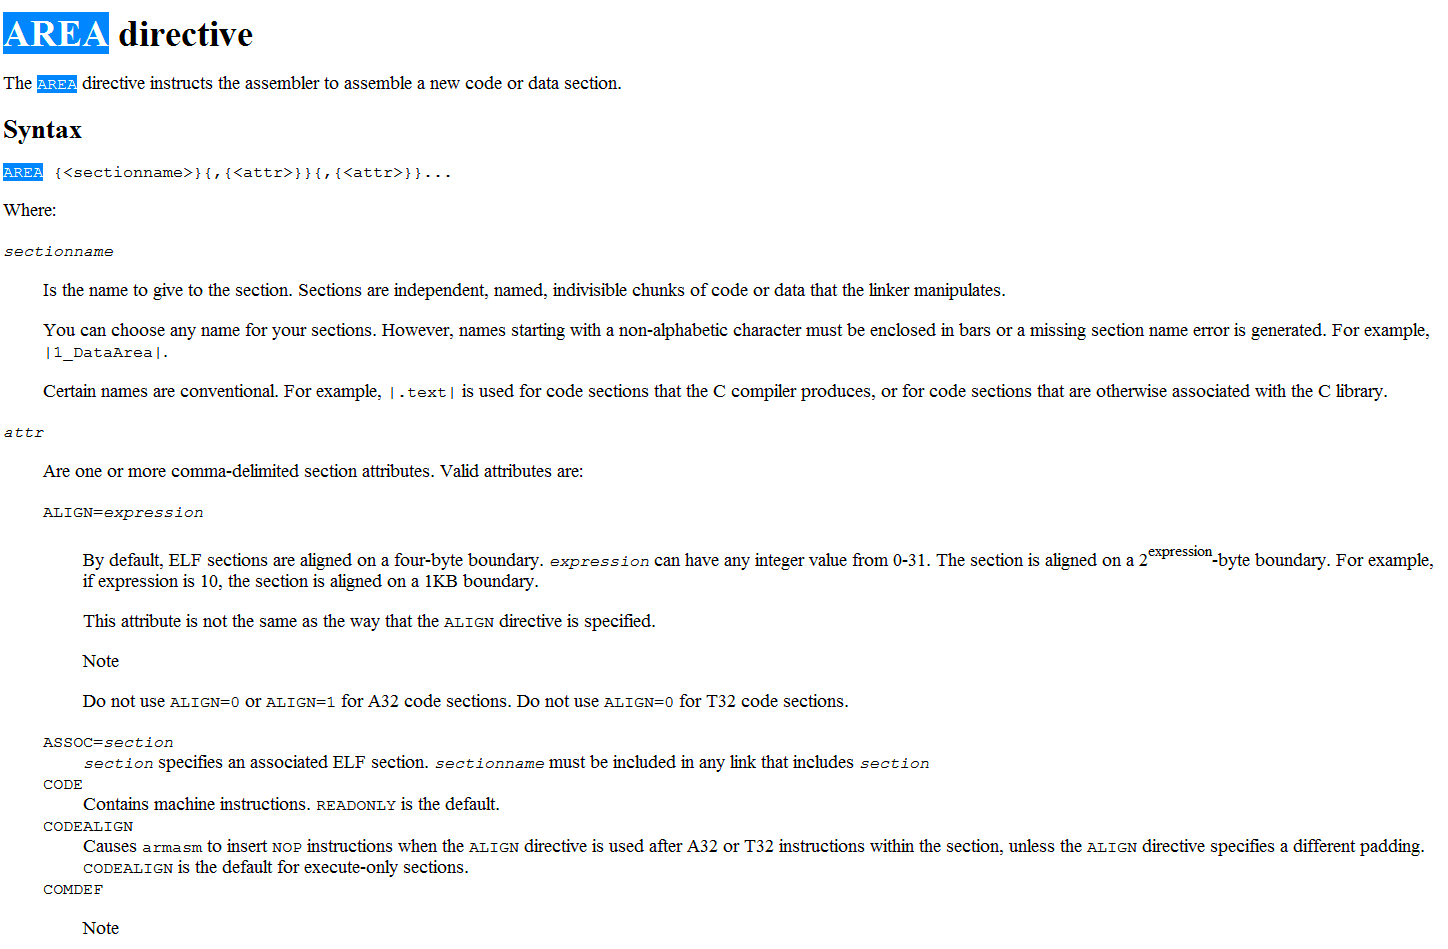 AREA directive
The AREA directive instructs the assembler to assemble a new code or data section.
Syntax
AREA {<sectionname>}{,{<attr>}}{,{<attr>}}...
Where:
sectionname
Is the name to give to the section. Sections are independent, named, indivisible chunks of code or data that the linker manipulates.
You can choose any name for your sections. However, names starting with a non-alphabetic character must be enclosed in bars or a missing section name error is generated. For example,
|1_DataArea|.
Certain names are conventional. For example, |.text| is used for code sections that the C compiler produces, or for code sections that are otherwise associated with the C library.
attr
Are one or more comma-delimited section attributes. Valid attributes are:
ALIGN=expression
By default, ELF sections are aligned on a four-byte boundary. expression can have any integer value from 0-31. The section is aligned on a 2expression-byte boundary. For example,
if expression is 10, the section is aligned on a 1KB boundary.
This attribute is not the same as the way that the ALIGN directive is specified.
Note
Do not use ALIGN=0 or ALIGN=1 for A32 code sections. Do not use ALIGN=0 for T32 code sections.
ASSOC=section
section specifies an associated ELF section. sectionname must be included in any link that includes section
CODE
Contains machine instructions. READONLY is the default.
CODEALIGN
Causes armasm to insert NOP instructions when the ALIGN directive is used after A32 or T32 instructions within the section, unless the ALIGN directive specifies a different padding.
CODEALIGN is the default for execute-only sections.
COMDEF
Note